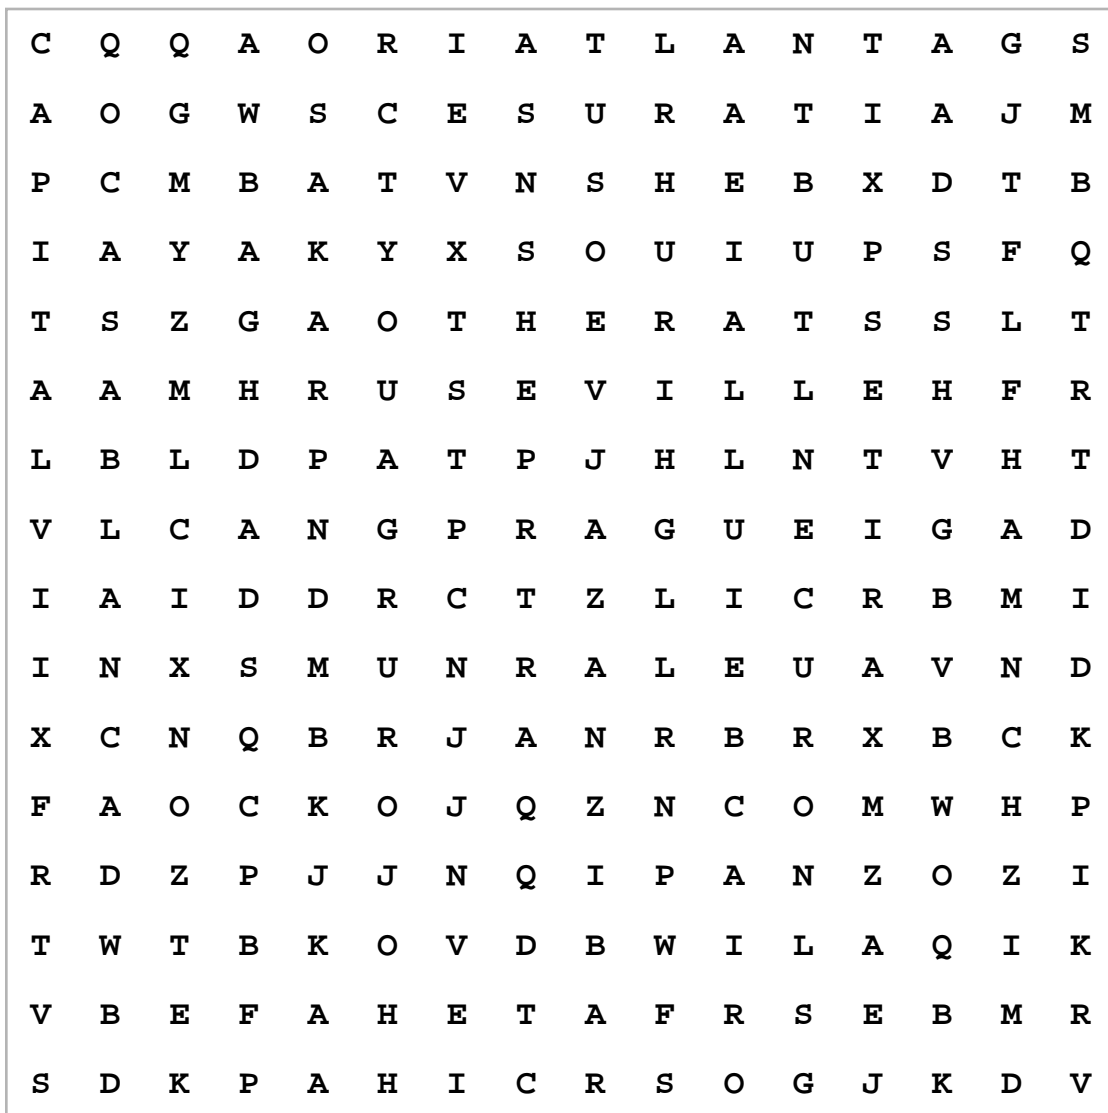 C Q Q A O R I A T L A N T A G S
A O G W S C E S U R A T I A J M
P C M B A T V N S H E B X D T B
I A Y A K Y X S O U I U P S F Q
T S Z G A O T H E R A T S S L T
A A M H R U S E V I L L E H F R
L B L D P A T P J H L N T V H T
V L C A N G P R A G U E I G A D
I A I D D R C T Z L I C R B M I
I N X S M U N R A L E U A V N D
X C N Q B R J A N R B R X B C K
F A O C K O J Q Z N C O M W H P
R D Z P J J N Q I P A N Z O Z I
T W T B K O V D B W I L A Q I K
V B E F A H E T A F R S E B M R
S D K P A H I C R S O G J K D V